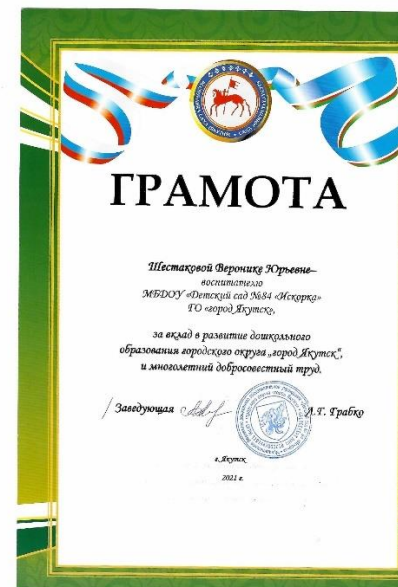 ГРАМОТА
Шестаковой Веронике Юрьевне–
воспитателю
МБДОУ «Детский сад №84 «Искорка»
ГО «город Якутск»,
за вклад в развитие дошкольного
образования городского округа „город Якутск“,
и многолетний добросовестный труд.
Заведующая Л.Г. Грабко
г. Якутск
2021 г.